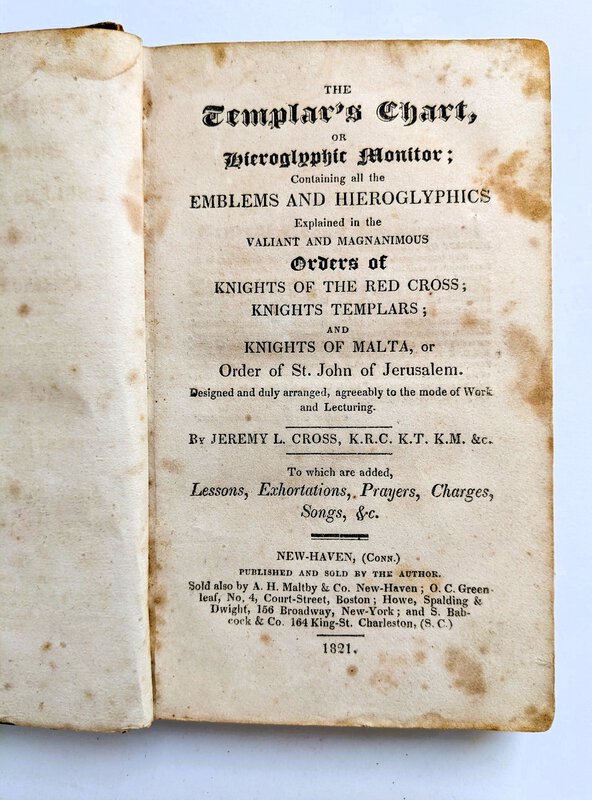 THE
Templar's Chart,
OR
Hieroglyphic Monitor;
Containing all the
EMBLEMS AND HIEROGLYPHICS
Explained in the
VALIANT AND MAGNANIMOUS
Orders of
KNIGHTS OF THE RED CROSS;
KNIGHTS TEMPLARS;
AND
KNIGHTS OF MALTA, or
Order of St. John of Jerusalem.
Designed and duly arranged, agreeably to the mode of Work
and Lecturing.
BY JEREMY L. CROSS, K.R.C. K.T. K.M. &c.
To which are added,
Lessons, Exhortations, Prayers, Charges,
Songs, &c.
NEW-HAVEN, (CONN.)
PUBLISHED AND SOLD BY THE AUTHOR.
Sold also by A. H. Maltby & Co. New-Haven; O. C. Green-
leaf, No. 4, Court-Street, Boston; Howe, Spalding &
Dwight, 156 Broadway, New-York; and S. Bab-
cock & Co. 164 King-St. Charleston, (S. C.)
1821.